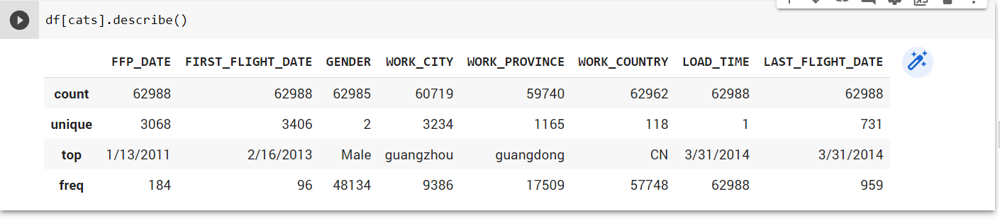 df[cats].describe()
FFP_DATE FIRST_FLIGHT_DATE GENDER WORK_CITY WORK_PROVINCE WORK_COUNTRY LOAD_TIME LAST_FLIGHT_DATE
count 62988 62988 62985 60719 59740 62962 62988 62988
unique 3068 3406 2 3234 1165 118 1 731
top 1/13/2011 2/16/2013 Male guangzhou guangdong CN 3/31/2014 3/31/2014
freq 184 96 48134 9386 17509 57748 62988 959